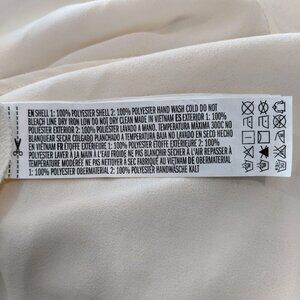 EN SHELL 1: 100% POLYESTER SHELL 2: 100% POLYESTER HAND WASH COLD DO NOT
BLEACH LINE DRY IRON LOW DO NOT DRY CLEAN MADE IN VIETNAM ES EXTERIOR 1: 100%
POLIÉSTER EXTERIOR 2: 100% POLIÉSTER LAVADO A MANO. TEMPERATURA MÁXIMA 30OC NO
BLANQUEAR SECAR COLGADO PLANCHAR A TEMPERATURA BAJA NO LAVADO EN SECO HECHO
EN VIETNAM FR ÉTOFFE EXTÉRIEURE 1: 100% POLYESTER ÉTOFFE EXTÉRIEURE 2: 100%
POLYESTER LAVER À LA MAIN À L'EAU FROIDE NE PAS BLANCHIR SÉCHER À L'AIR REPASSER À
TEMPÉRATURE MODÉRÉE NE PAS NETTOYER À SEC FABRIQUÉ AU VIETNAM DE OBERMATERIAL
1: 100% POLYESTER OBERMATERIAL 2: 100% POLYESTER HANDWÄSCHE KALT